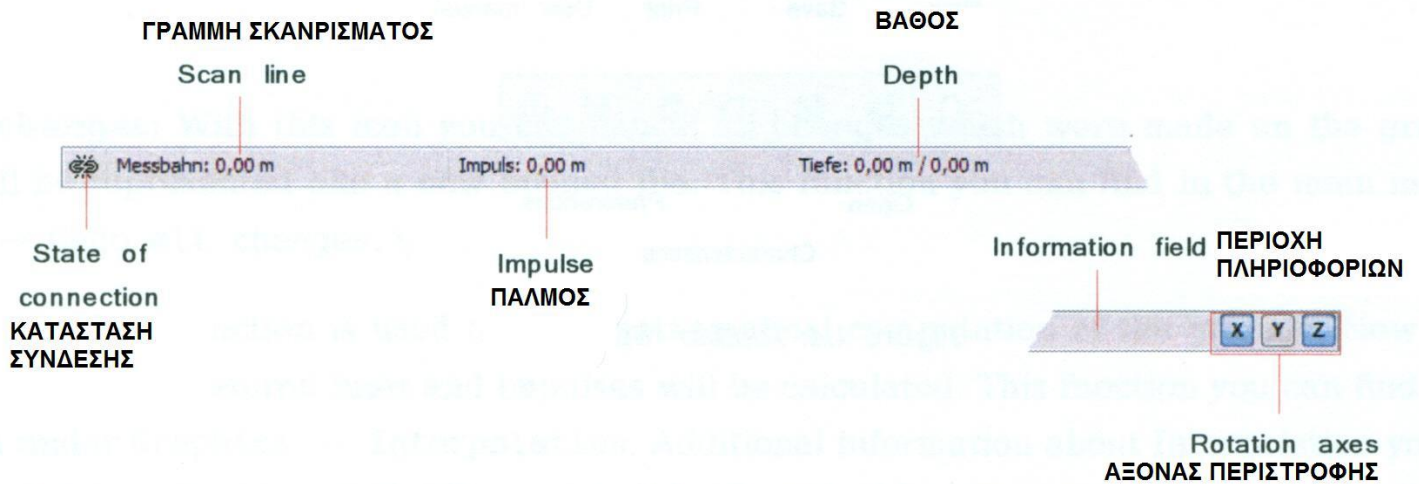 ΓΡΑΜΜΗ ΣΚΑΝΡΙΣΜΑΤΟΣ
ΒΑΘΟΣ
Scan line
Depth
Messbahn: 0,00 m
Impuls: 0,00 m
Tiefe: 0,00 m / 0,00 m
State of
connection
ΚΑΤΑΣΤΑΣΗ
ΣΥΝΔΕΣΗΣ
Impulse
ΠΑΛΜΟΣ
Information field
ΠΕΡΙΟΧΗ
ΠΛΗΡΙΟΦΟΡΙΩΝ
X Y Z
Rotation axes
ΑΞΟΝΑΣ ΠΕΡΙΣΤΡΟΦΗΣ